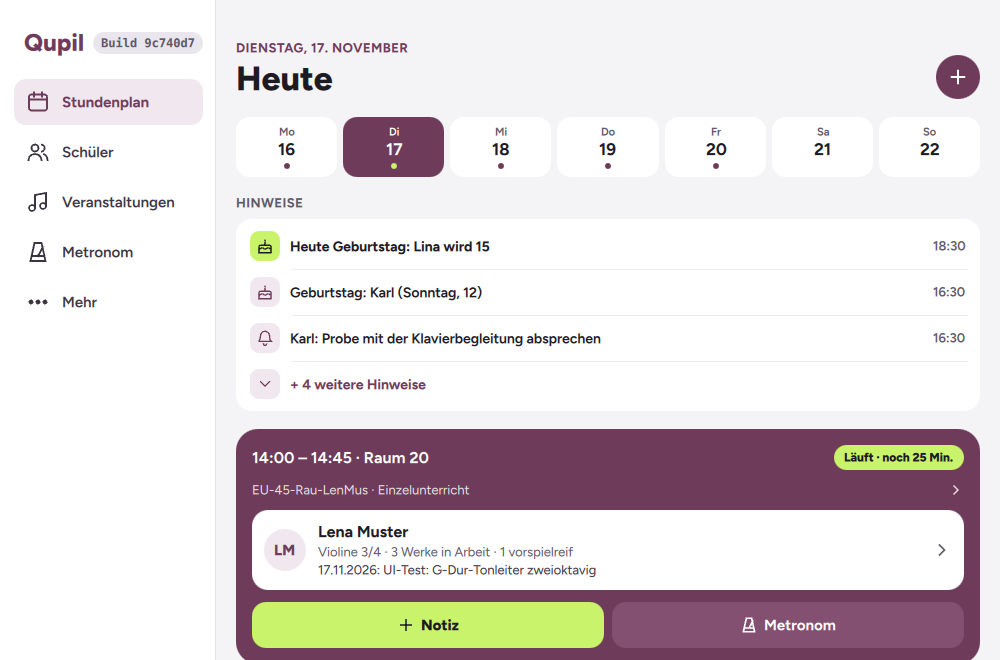 Qupil
Build 9c740d7
Stundenplan
Schüler
Veranstaltungen
Metronom
Mehr
DIENSTAG, 17. NOVEMBER
Heute
Mo
16
Di
17
Mi
18
Do
19
Fr
20
Sa
21
So
22
HINWEISE
Heute Geburtstag: Lina wird 15
18:30
Geburtstag: Karl (Sonntag, 12)
16:30
Karl: Probe mit der Klavierbegleitung absprechen
16:30
+ 4 weitere Hinweise
14:00 – 14:45 · Raum 20
Läuft · noch 25 Min.
EU-45-Rau-LenMus · Einzelunterricht
LM
Lena Muster
Violine 3/4 · 3 Werke in Arbeit · 1 vorspielreif
17.11.2026: UI-Test: G-Dur-Tonleiter zweioktavig
Notiz
Metronom